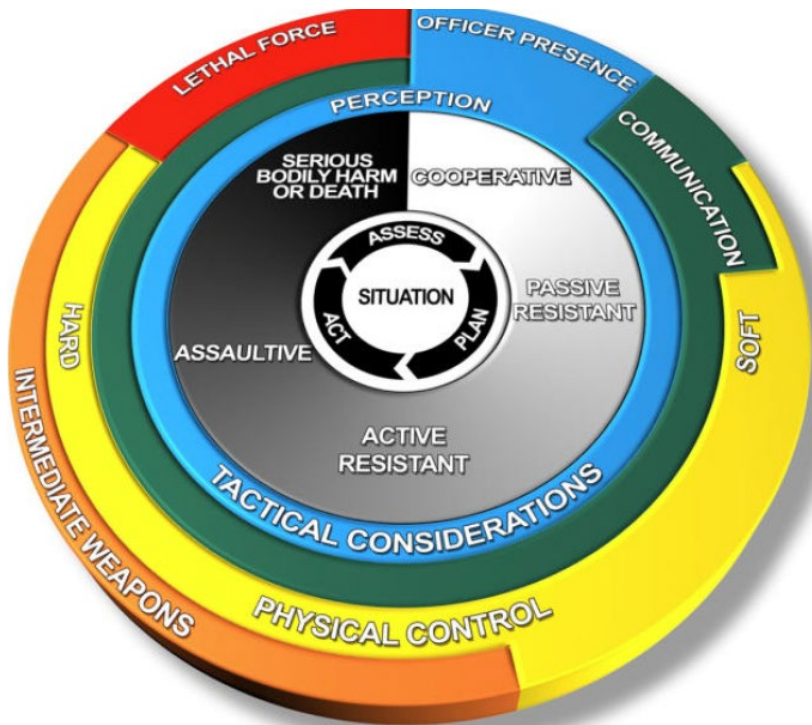 LETHAL FORCE
OFFICER PRESENCE
COMMUNICATION
SOFT
PHYSICAL CONTROL
HARD
INTERMEDIATE WEAPONS
PERCEPTION
TACTICAL CONSIDERATIONS
SERIOUS
BODILY HARM
OR DEATH
COOPERATIVE
PASSIVE
RESISTANT
ACTIVE
RESISTANT
ASSAULTIVE
ASSESS
PLAN
ACT
SITUATION